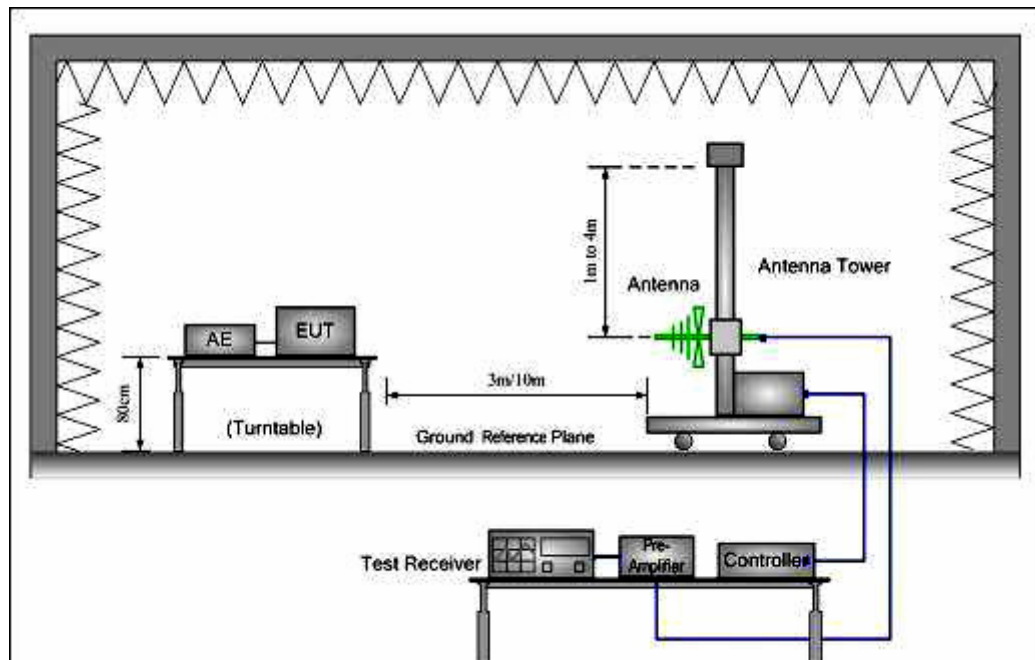 1m to 4m
Antenna Tower
Antenna
AE
EUT
80cm
3m/10m
(Turntable)
Ground Reference Plane
Test Receiver
Pre-
Amplifier
Controller